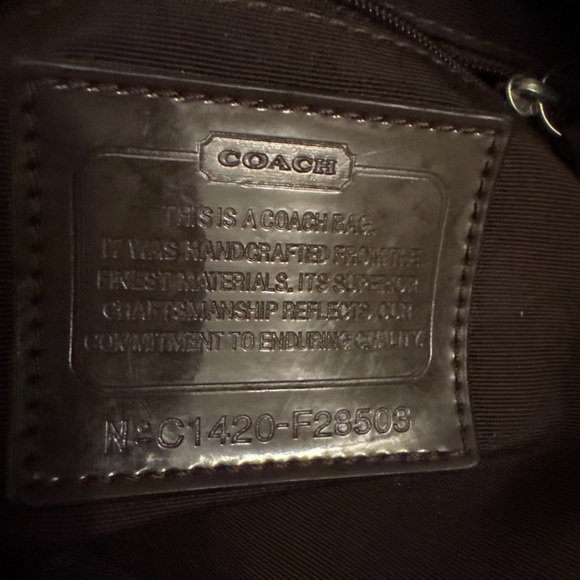 COACH
THIS IS A COACH BAG.
IT WAS HANDCRAFTED FROM THE
FINEST MATERIALS. ITS SUPERIOR
CRAFTSMANSHIP REFLECTS OUR
COMMITMENT TO ENDURING QUALITY.
Nº C1420-F28503